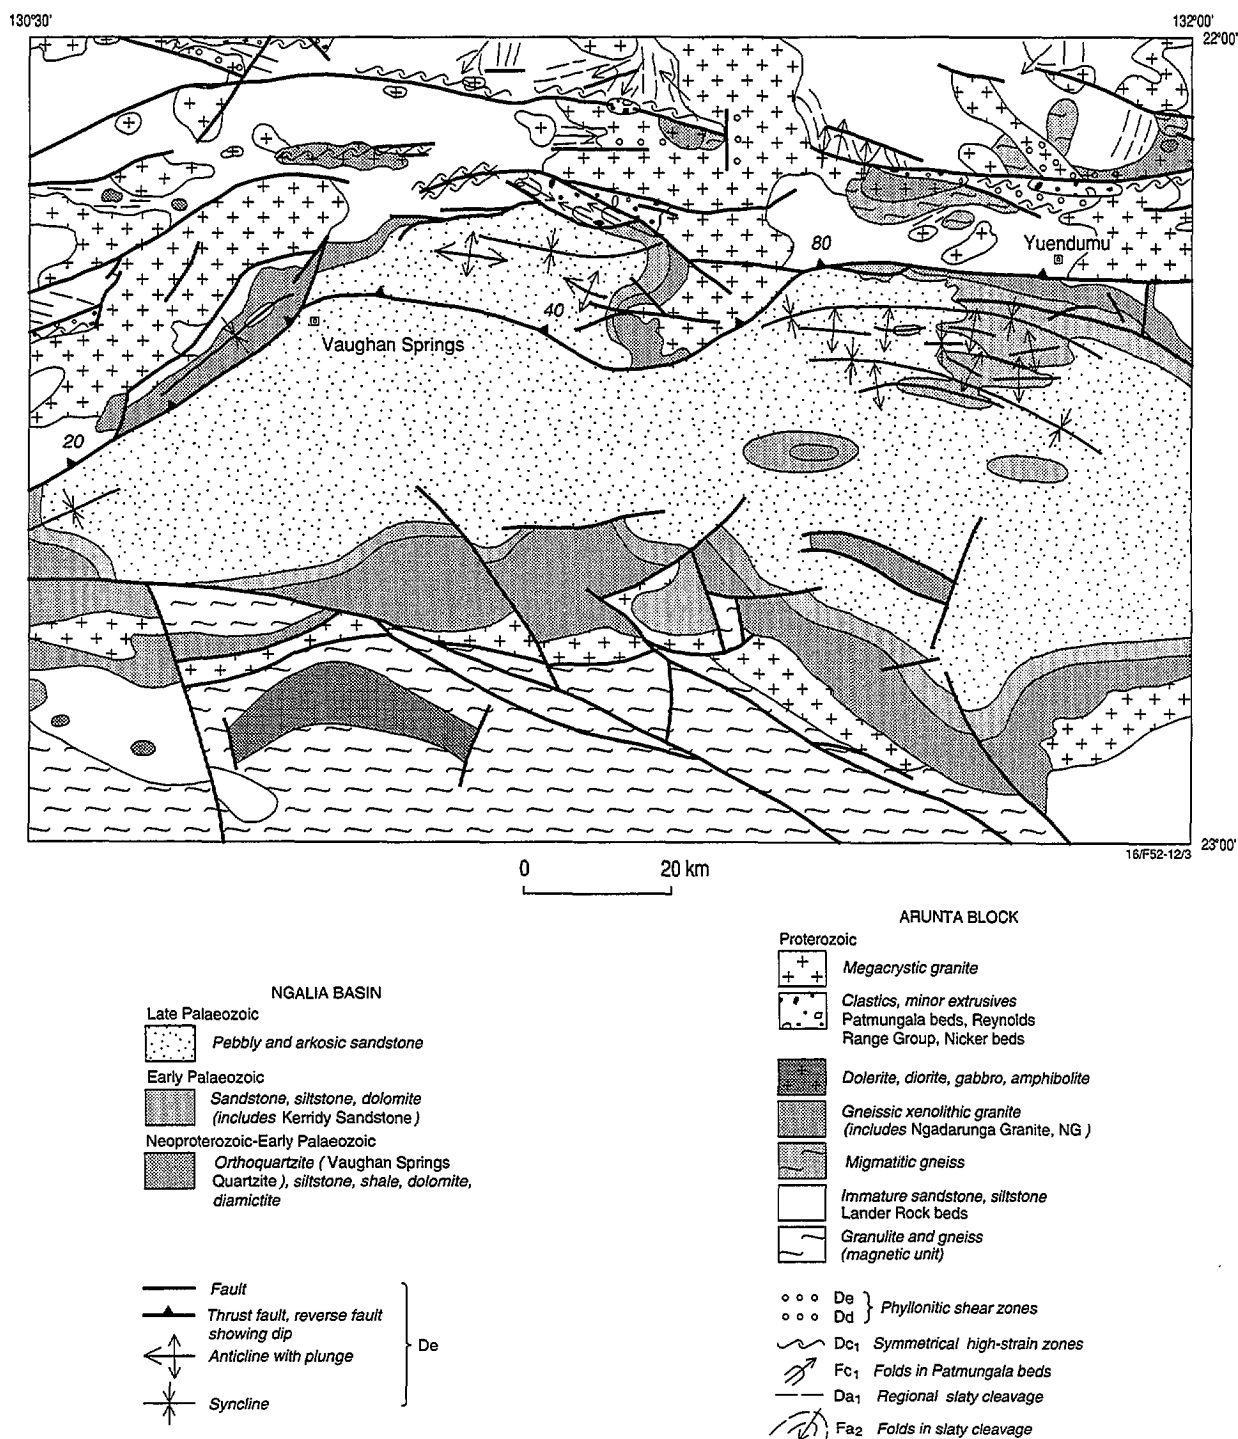 130°30'
132°00'
22°00'
80
Yuendumu
40
Vaughan Springs
20
23°00'
16/F52-12/3
0 20 km
ARUNTA BLOCK
Proterozoic
Megacrystic granite
Clastics, minor extrusives
Patmungala beds, Reynolds
Range Group, Nicker beds
Dolerite, diorite, gabbro, amphibolite
Gneissic xenolithic granite
(includes Ngadarunga Granite, NG)
Migmatitic gneiss
Immature sandstone, siltstone
Lander Rock beds
Granulite and gneiss
(magnetic unit)
De
Dd
Phyllonitic shear zones
Dc1 Symmetrical high-strain zones
Fc1 Folds in Patmungala beds
Da1 Regional slaty cleavage
Fa2 Folds in slaty cleavage
NGALIA BASIN
Late Palaeozoic
Pebbly and arkosic sandstone
Early Palaeozoic
Sandstone, siltstone, dolomite
(includes Kerridy Sandstone)
Neoproterozoic-Early Palaeozoic
Orthoquartzite (Vaughan Springs
Quartzite), siltstone, shale, dolomite,
diamictite
Fault
Thrust fault, reverse fault
showing dip
Anticline with plunge
Syncline
De